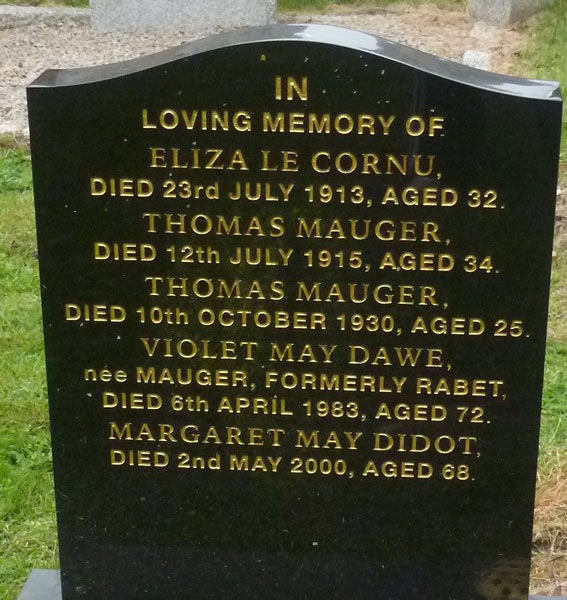 IN
LOVING MEMORY OF
ELIZA LE CORNU,
DIED 23rd JULY 1913, AGED 32.
THOMAS MAUGER,
DIED 12th JULY 1915, AGED 34.
THOMAS MAUGER,
DIED 10th OCTOBER 1930, AGED 25.
VIOLET MAY DAWE,
née MAUGER, FORMERLY RABET,
DIED 6th APRIL 1983, AGED 72.
MARGARET MAY DIDOT,
DIED 2nd MAY 2000, AGED 68.